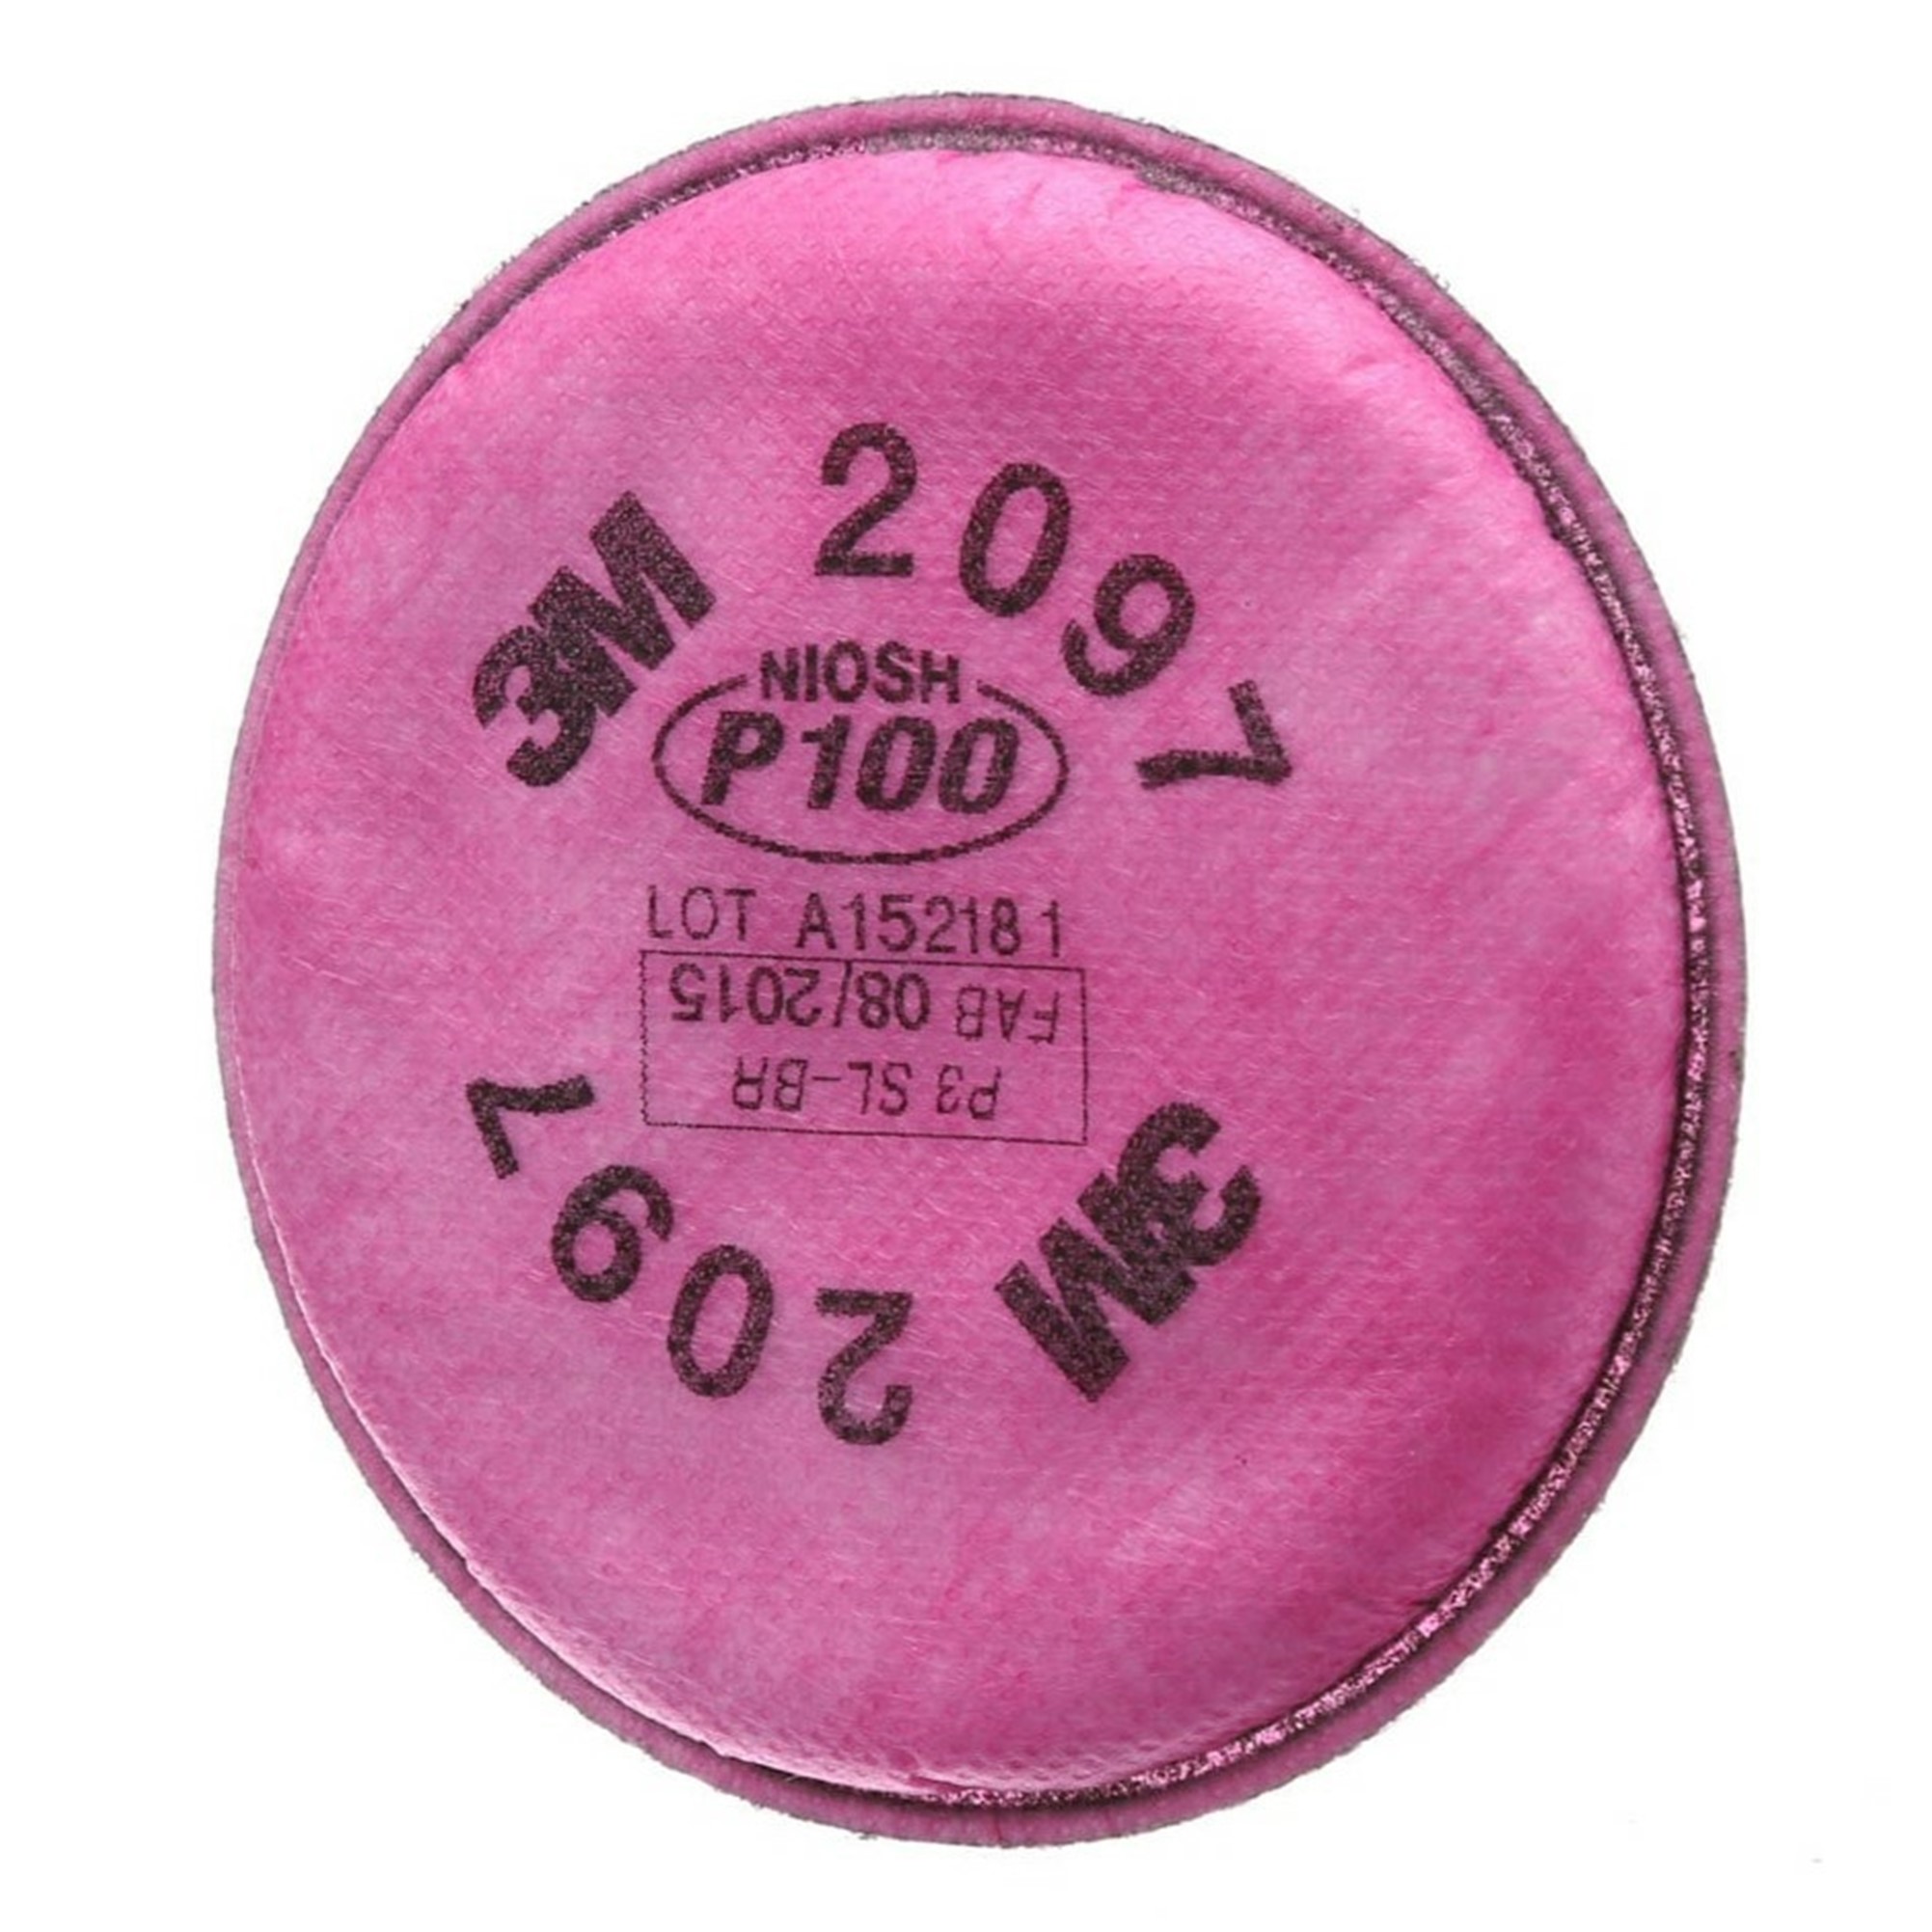 3M 2097
NIOSH
P100
LOT A152181
P3 SL-BR
FAB 08/2015
3M 2097